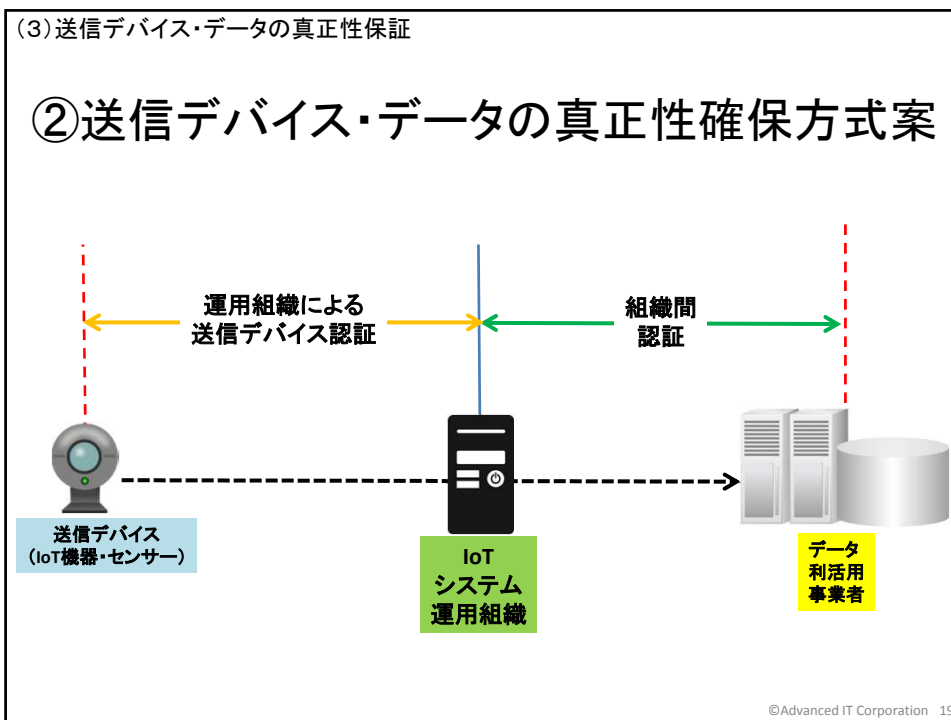 (3)送信デバイス・データの真正性保証
②送信デバイス・データの真正性確保方式案
運用組織による
送信デバイス認証
組織間
認証
送信デバイス
(IoT機器・センサー)
IoT
システム
運用組織
データ
利活用
事業者
©Advanced IT Corporation 19